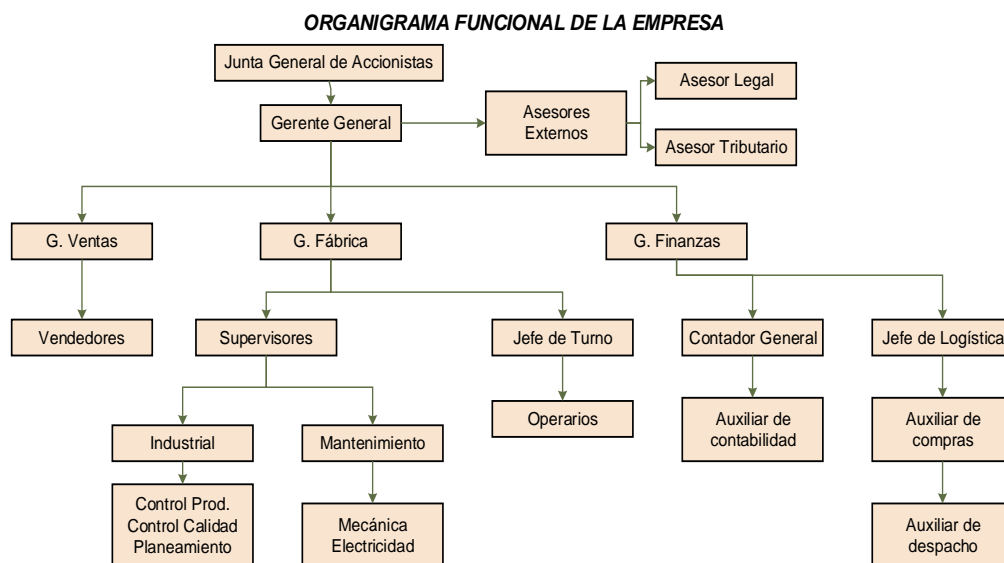 ORGANIGRAMA FUNCIONAL DE LA EMPRESA
Junta General de Accionistas
Gerente General
Asesores
Externos
Asesor Legal
Asesor Tributario
G. Ventas
G. Fábrica
G. Finanzas
Vendedores
Supervisores
Jefe de Turno
Contador General
Jefe de Logística
Industrial
Mantenimiento
Operarios
Auxiliar de
contabilidad
Auxiliar de
compras
Control Prod.
Control Calidad
Planeamiento
Mecánica
Electricidad
Auxiliar de
despacho